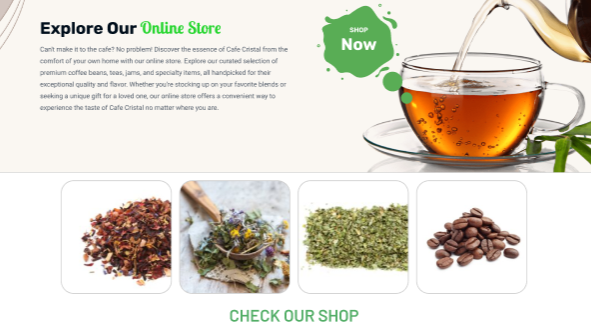 Explore Our Online Store
Can't make it to the cafe? No problem! Discover the essence of Cafe Cristal from the
comfort of your own home with our online store. Explore our curated selection of
premium coffee beans, teas, jams, and specialty items, all handpicked for their
exceptional quality and flavor. Whether you're stocking up on your favorite blends or
seeking a unique gift for a loved one, our online store offers a convenient way to
experience the taste of Cafe Cristal no matter where you are.
SHOP
Now
CHECK OUR SHOP